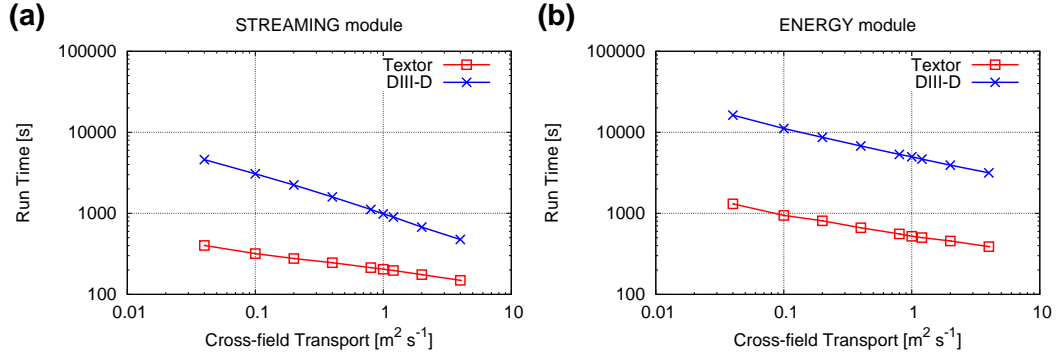 (a)
STREAMING module
100000
10000
1000
100
0.01
0.1
1
10
Run Time [s]
Cross-field Transport [m² s⁻¹]
Textor
DIII-D
(b)
ENERGY module
100000
10000
1000
100
0.01
0.1
1
10
Run Time [s]
Cross-field Transport [m² s⁻¹]
Textor
DIII-D